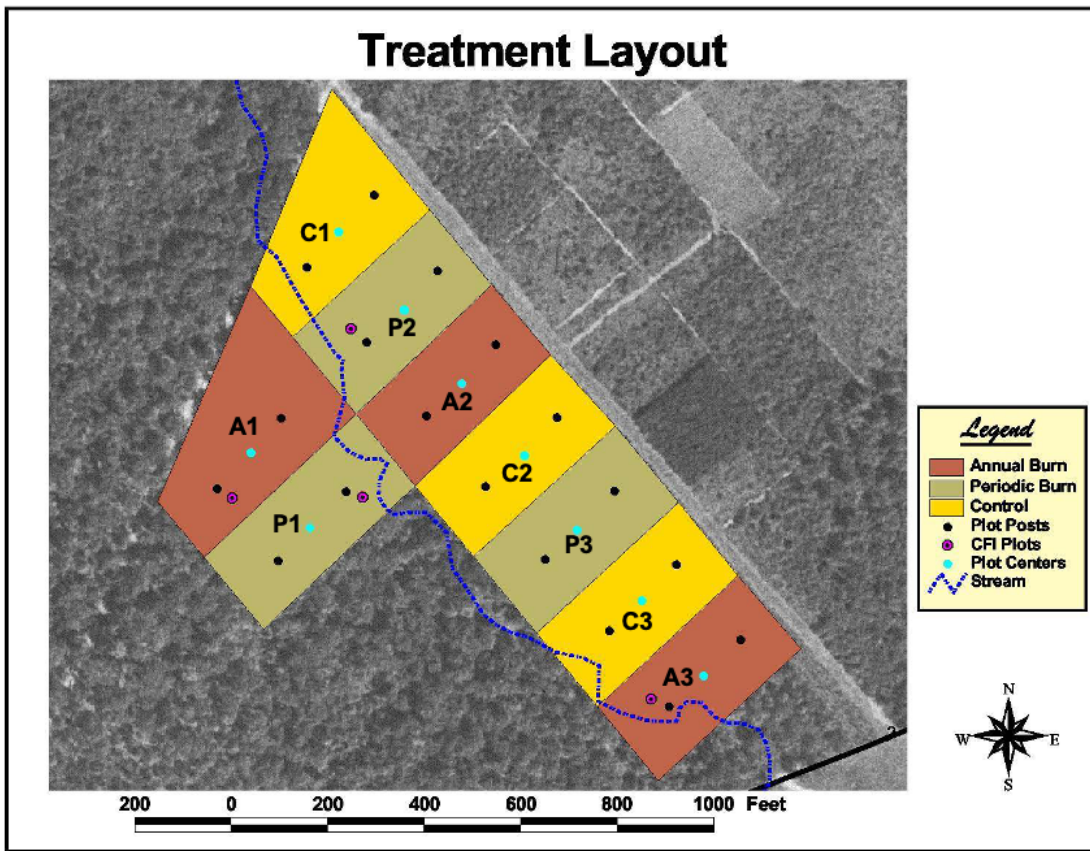 Treatment Layout
C1
P2
A1
A2
P1
C2
P3
C3
A3
Legend
Annual Burn
Periodic Burn
Control
Plot Posts
CFI Plots
Plot Centers
Stream
N
W E
S
200 0 200 400 600 800 1000 Feet